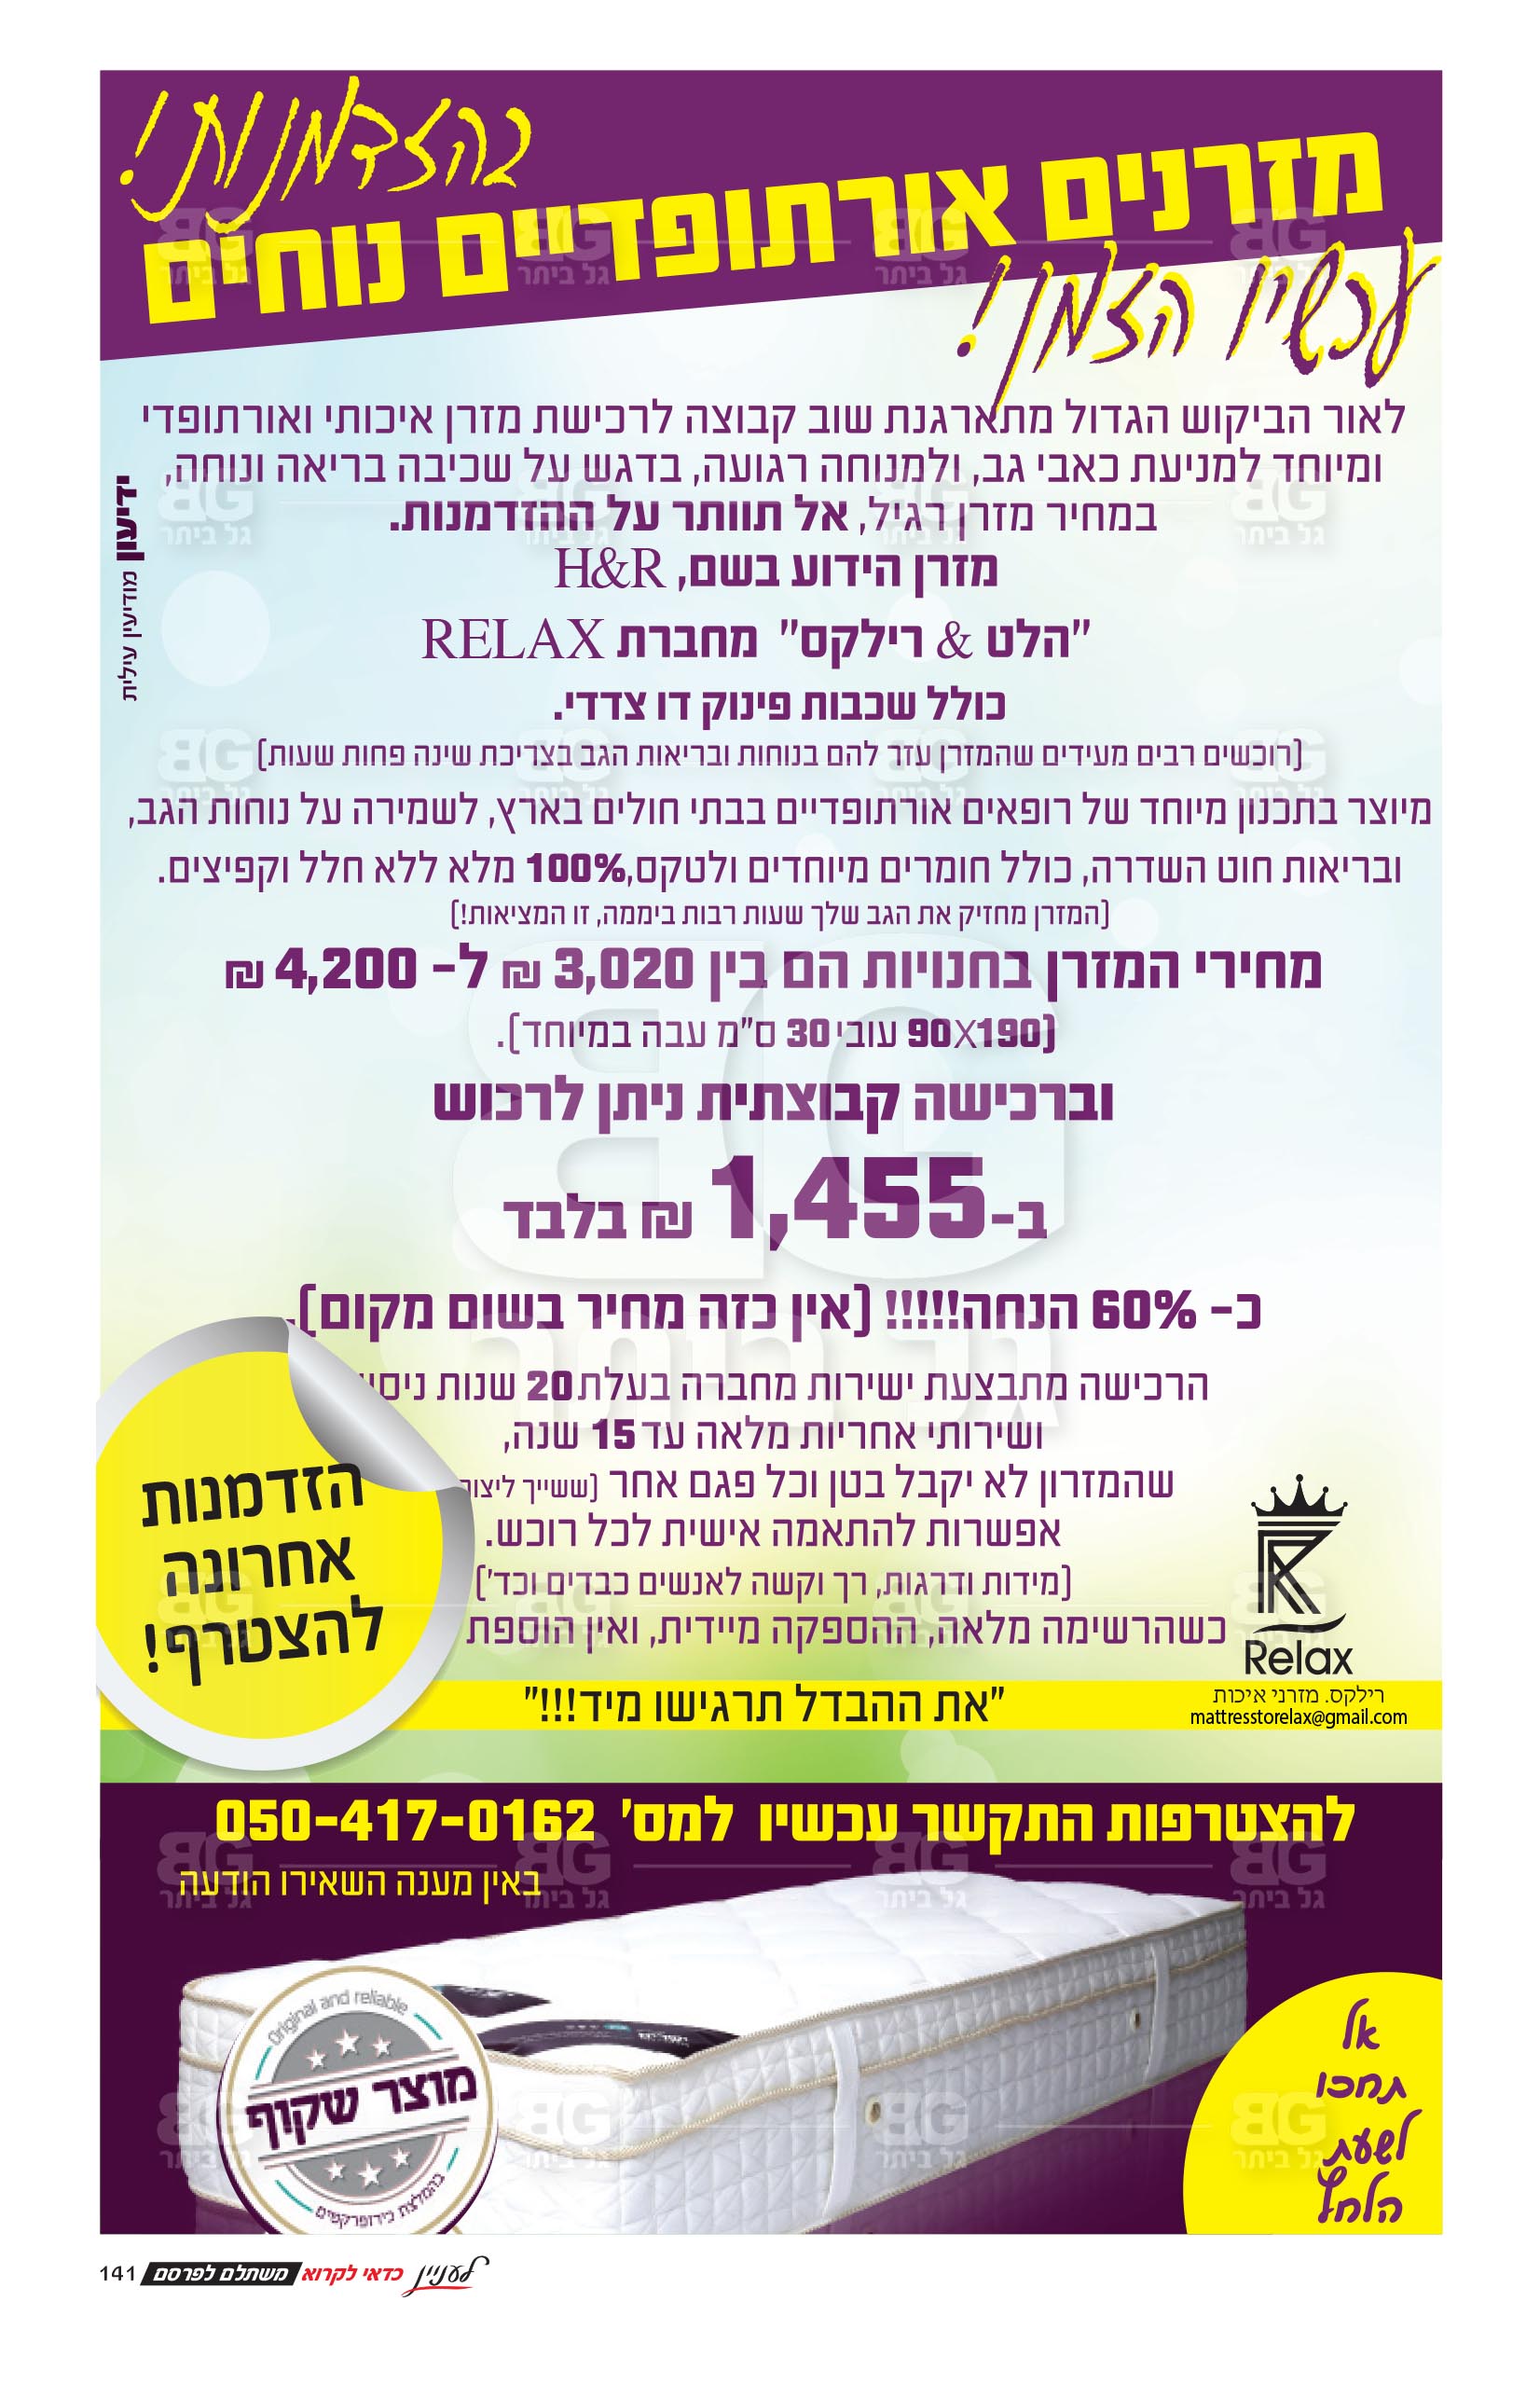 בהזדמנות!
מזרנים אורתופדיים נוחים
עכשיו הזמן!
לאור הביקוש הגדול מתארגנת שוב קבוצה לרכישת מזרן איכותי ואורתופדי
ומיוחד למניעת כאבי גב, ולמנוחה רגועה, בדגש על שכיבה בריאה ונוחה,
במחיר מזרן רגיל, אל תוותר על ההזדמנות.
מזרן הידוע בשם, H&R
"הלט & רילקס" מחברת RELAX
כולל שכבות פינוק דו צדדי.
(רוכשים רבים מעידים שהמזרן עזר להם בנוחות ובריאות הגב בצריכת שינה פחות שעות)
מיוצר בתכנון מיוחד של רופאים אורתופדיים בבתי חולים בארץ, לשמירה על נוחות הגב,
ובריאות חוט השדרה, כולל חומרים מיוחדים ולטקס,100% מלא ללא חלל וקפיצים.
(המזרן מחזיק את הגב שלך שעות רבות ביממה, זו המציאות!)
מחירי המזרן בחנויות הם בין 3,020 ₪ ל- 4,200 ₪
(90X190 עובי 30 ס"מ עבה במיוחד).
וברכישה קבוצתית ניתן לרכוש
ב-1,455 ₪ בלבד
כ- 60% הנחה!!!!! (אין כזה מחיר בשום מקום).
הרכישה מתבצעת ישירות מחברה בעלת 20 שנות ניסי
ושירותי אחריות מלאה עד 15 שנה,
שהמזרון לא יקבל בטן וכל פגם אחר (ששייך ליצור
אפשרות להתאמה אישית לכל רוכש.
(מידות ודרגות, רך וקשה לאנשים כבדים וכד')
כשהרשימה מלאה, ההספקה מיידית, ואין הוספת
"את ההבדל תרגישו מיד!!!"
הזדמנות
אחרונה
להצטרף!
R
Relax
רילקס. מזרני איכות
mattresstorelax@gmail.com
ידיעון מודיעין עילית
להצטרפות התקשר עכשיו למס' 050-417-0162
באין מענה השאירו הודעה
Original and reliable
מוצר שקוף
בהמלצת כירופרקטים
אל
תחכו
לשעת
הלחץ
BG
גל ביתר
לעניין כדאי לקרוא משתלם לפרסם 141